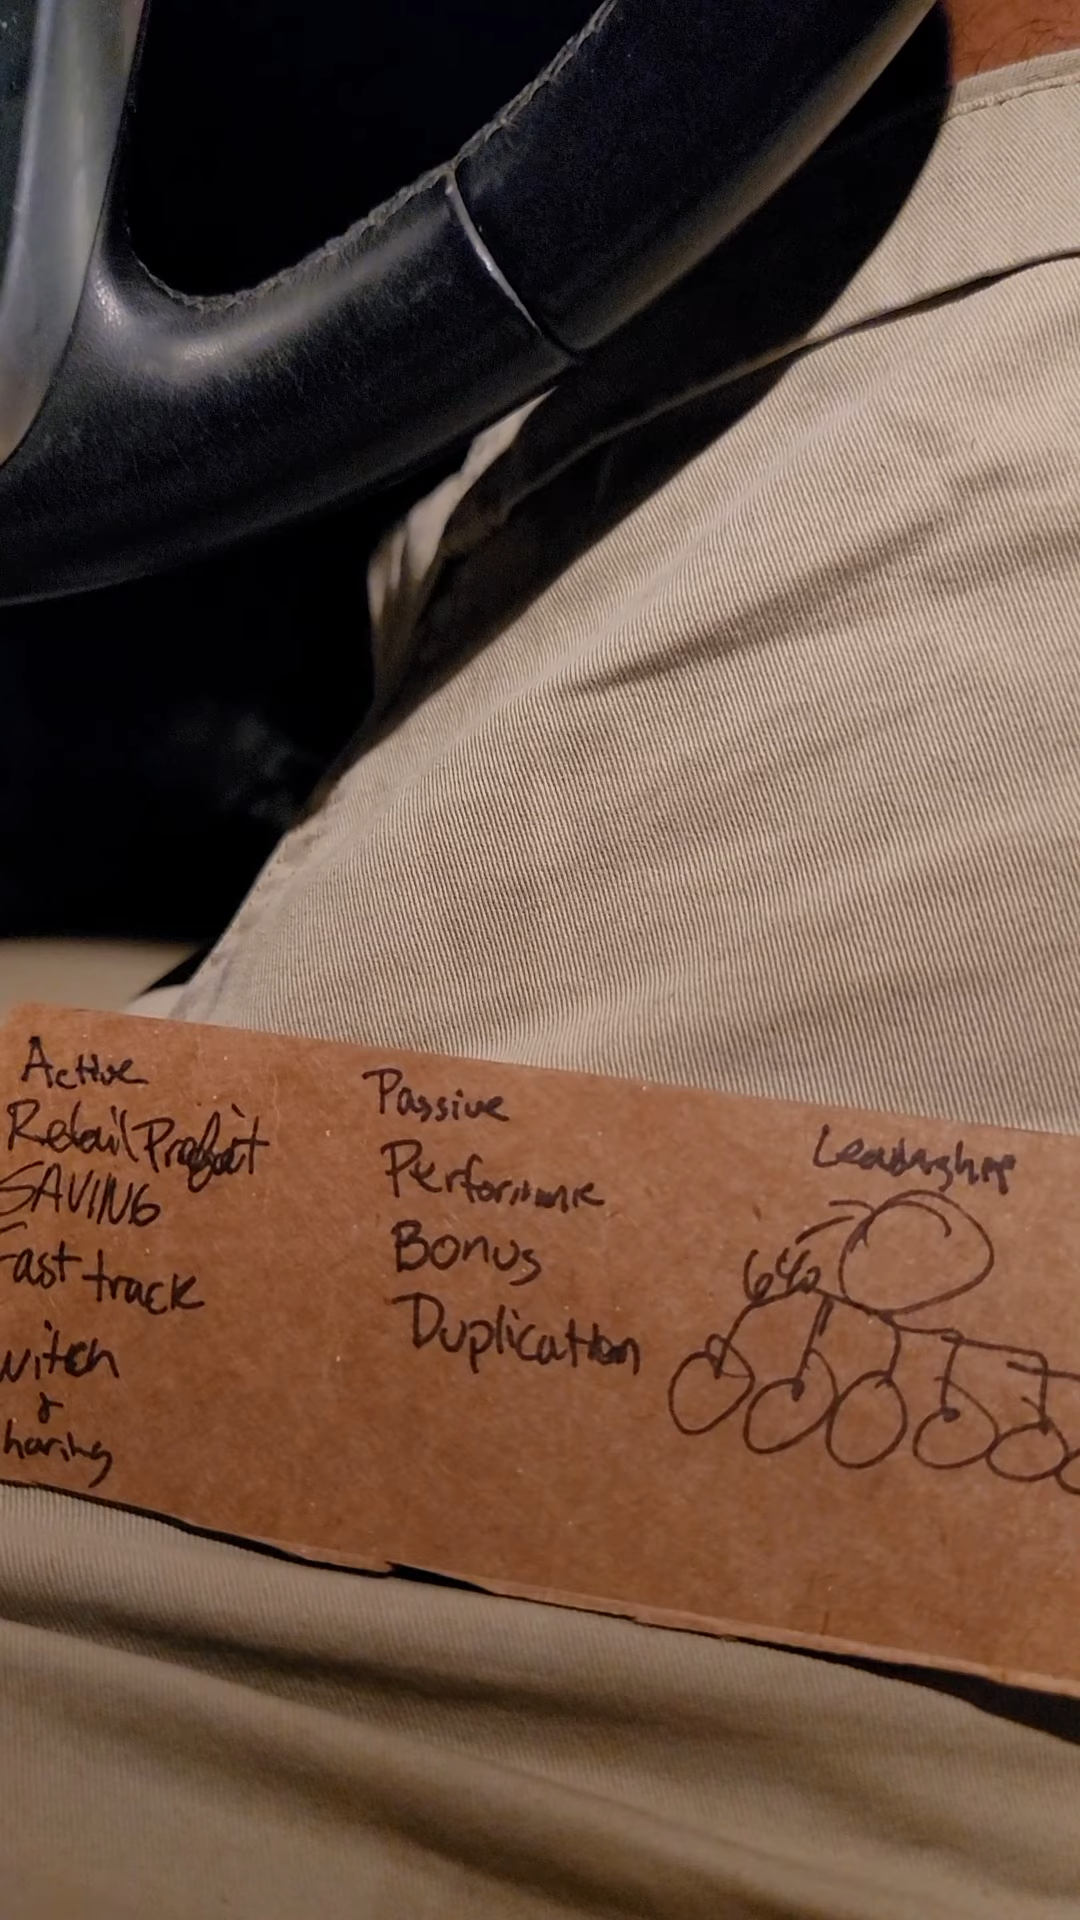 Active
Retail Profit
SAVING
Fast track
witch
&
haring
Passive
Performance
Bonus
Duplication
Leadership
6%